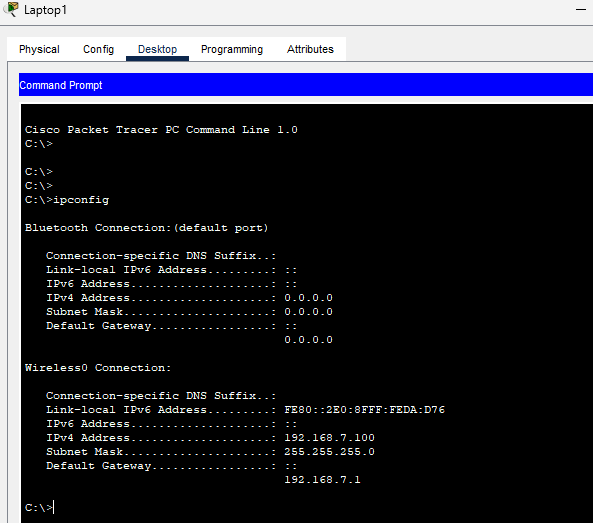 Laptop1
Physical Config Desktop Programming Attributes
Command Prompt
Cisco Packet Tracer PC Command Line 1.0
C:\>
C:\>
C:\>
C:\>ipconfig
Bluetooth Connection:(default port)
Connection-specific DNS Suffix..:
Link-local IPv6 Address.........: ::
IPv6 Address....................: ::
IPv4 Address....................: 0.0.0.0
Subnet Mask.....................: 0.0.0.0
Default Gateway.................: ::
0.0.0.0
Wireless0 Connection:
Connection-specific DNS Suffix..:
Link-local IPv6 Address.........: FE80::2E0:8FFF:FEDA:D76
IPv6 Address....................: ::
IPv4 Address....................: 192.168.7.100
Subnet Mask.....................: 255.255.255.0
Default Gateway.................: ::
192.168.7.1
C:\>